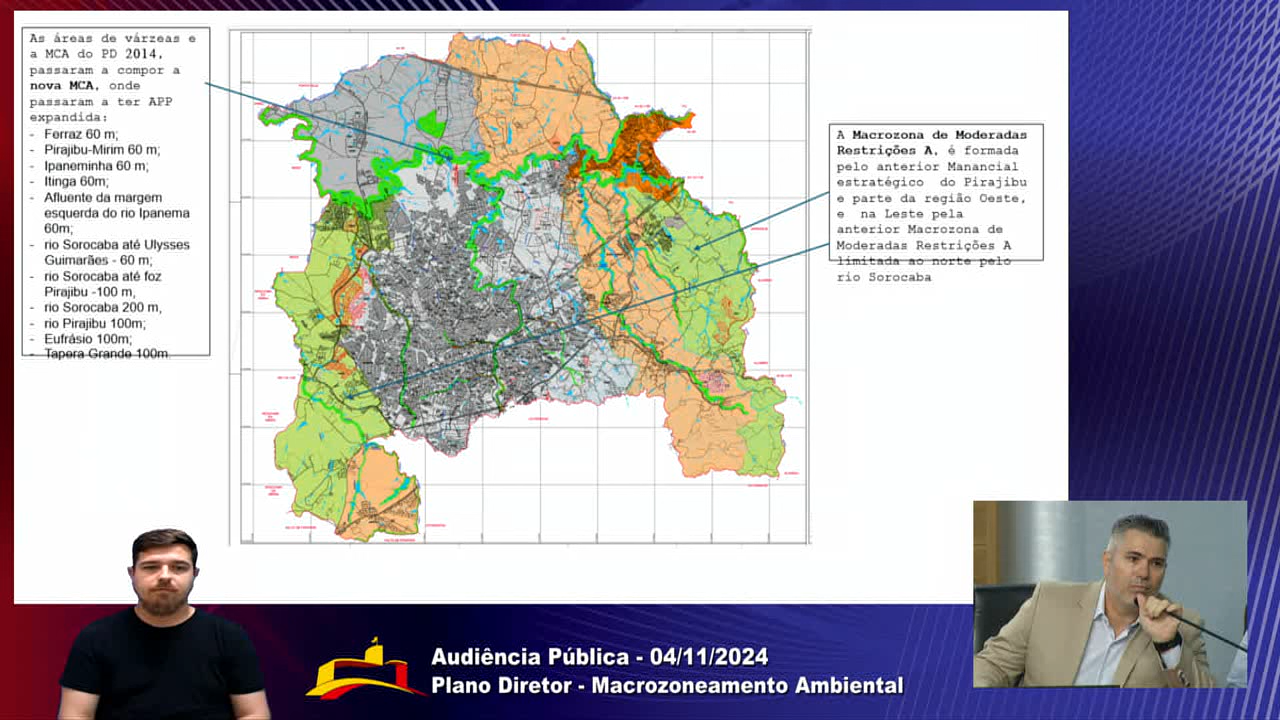 As áreas de várzeas e
a MCA do PD 2014,
passaram a compor a
nova MCA, onde
passaram a ter APP
expandida:
- Ferraz 60 m;
- Pirajibu-Mirim 60 m;
- Ipaneminha 60 m;
- Itinga 60m;
- Afluente da margem
esquerda do rio Ipanema
60m;
- rio Sorocaba até Ulysses
Guimarães - 60 m;
- rio Sorocaba até foz
Pirajibu -100 m,
- rio Sorocaba 200 m,
- rio Pirajibu 100m;
- Eufrásio 100m;
- Tapera Grande 100m.
A Macrozona de Moderadas
Restrições A, é formada
pelo anterior Manancial
estratégico do Pirajibu
e parte da região Oeste,
e na Leste pela
anterior Macrozona de
Moderadas Restrições A
limitada ao norte pelo
rio Sorocaba
Audiência Pública - 04/11/2024
Plano Diretor - Macrozoneamento Ambiental